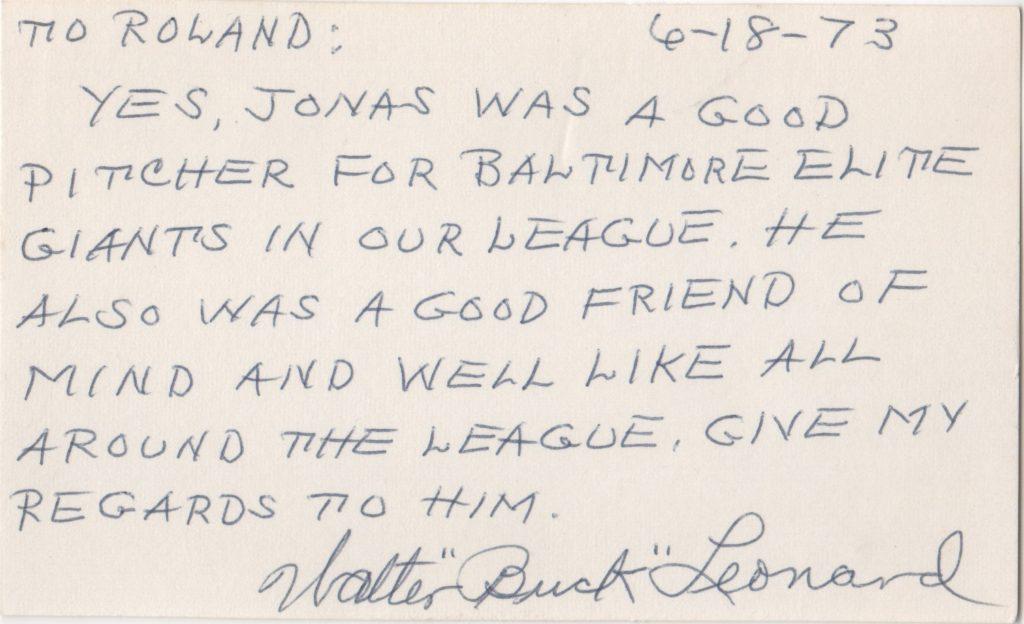 TO ROLAND: 6-18-73
YES, JONAS WAS A GOOD
PITCHER FOR BALTIMORE ELITE
GIANTS IN OUR LEAGUE. HE
ALSO WAS A GOOD FRIEND OF
MIND AND WELL LIKE ALL
AROUND THE LEAGUE. GIVE MY
REGARDS TO HIM.
Walter "Buck" Leonard